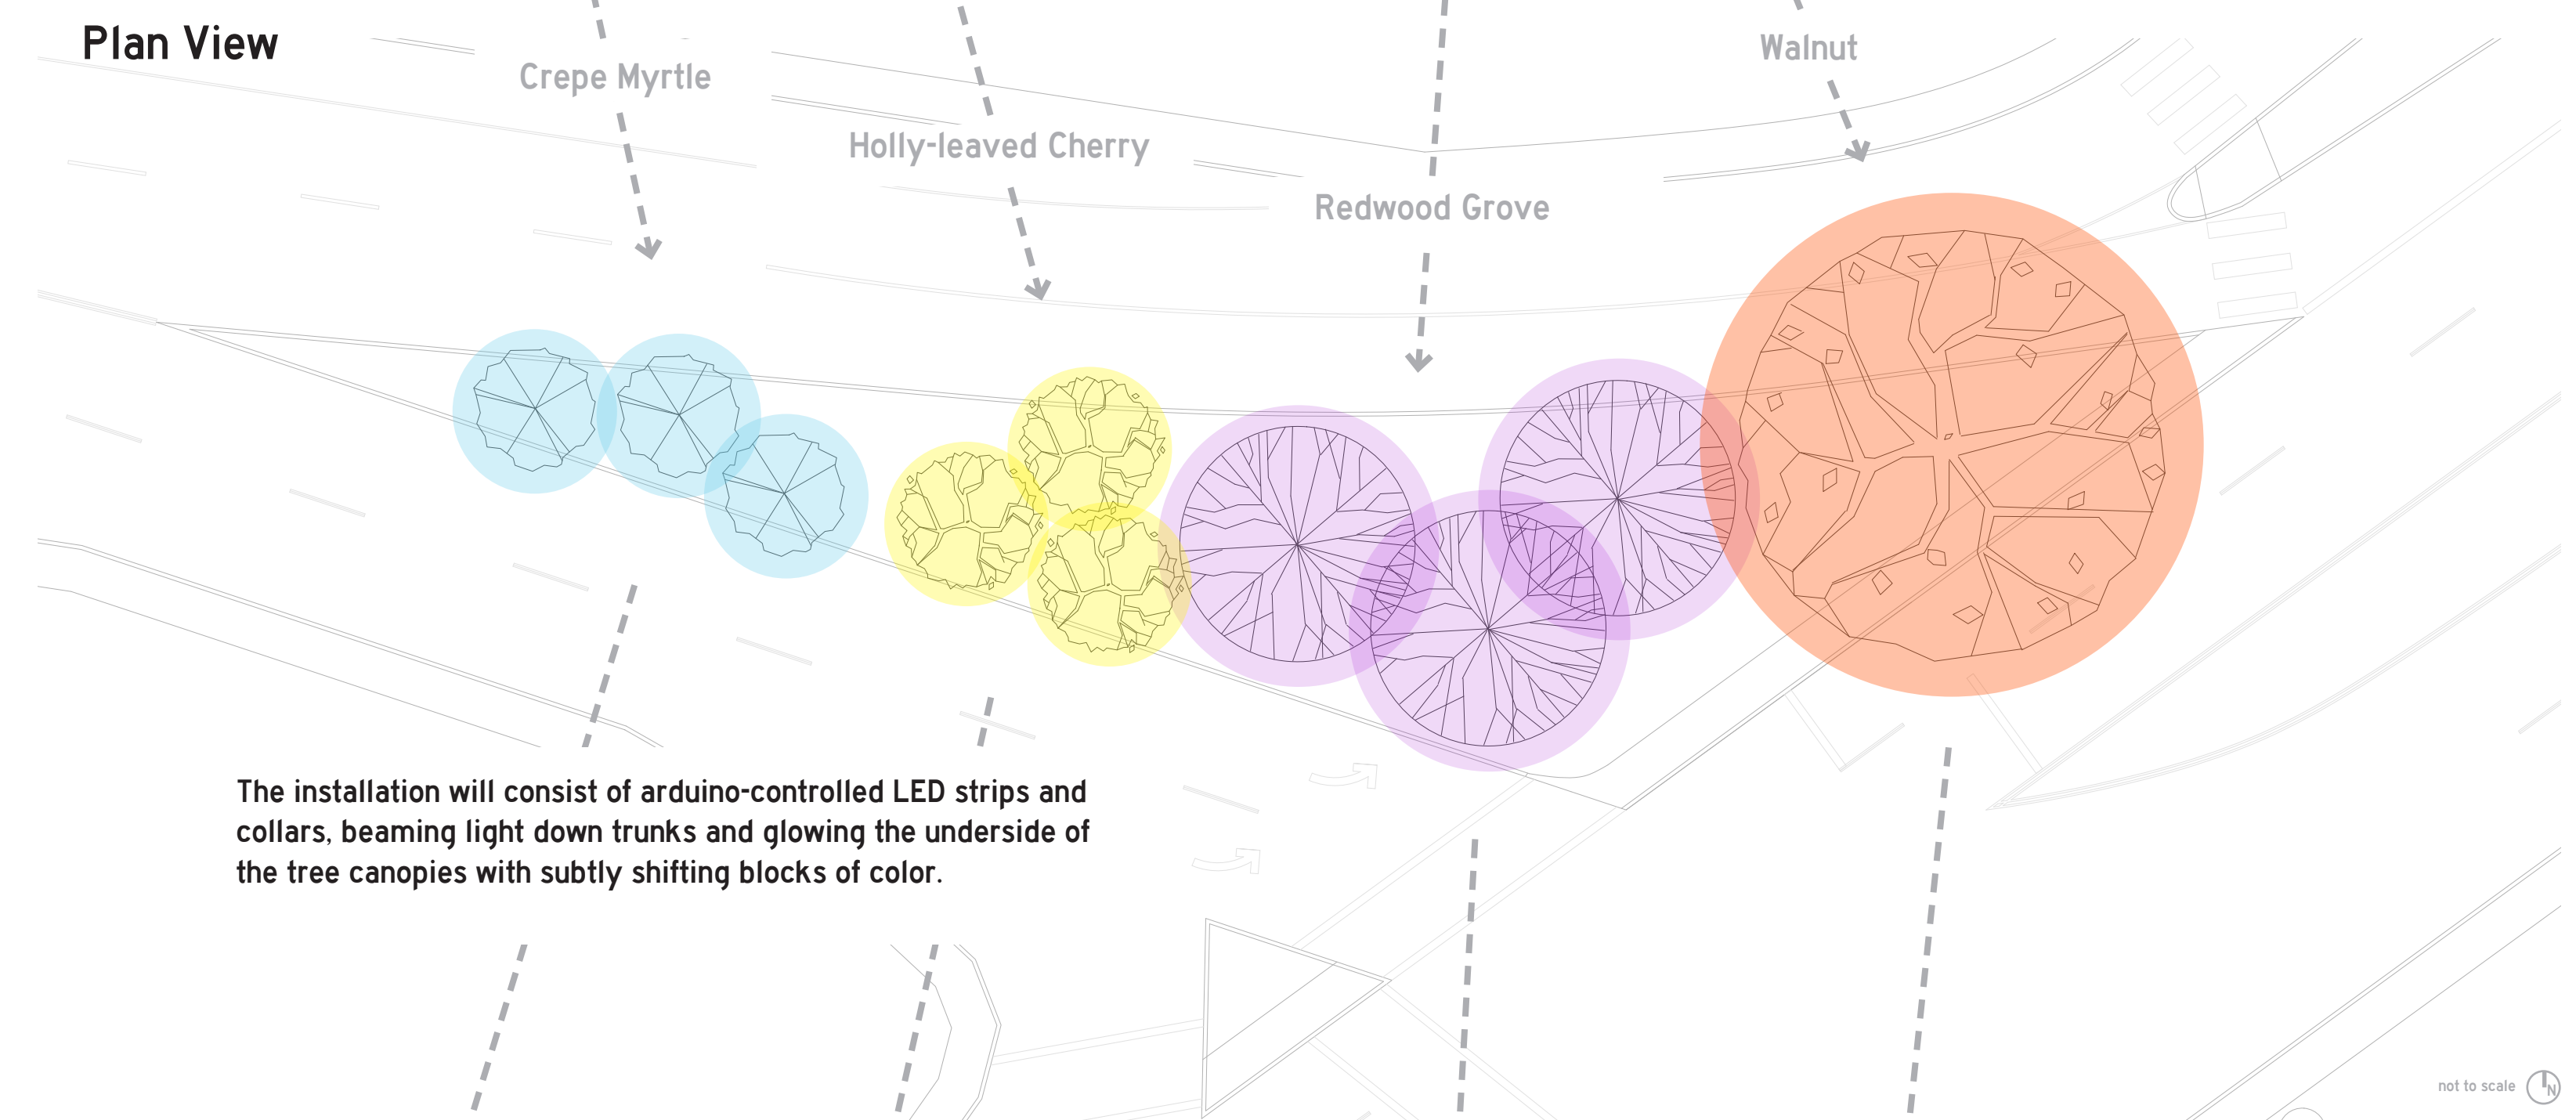 Plan View
Crepe Myrtle
Holly-leaved Cherry
Redwood Grove
Walnut
The installation will consist of arduino-controlled LED strips and
collars, beaming light down trunks and glowing the underside of
the tree canopies with subtly shifting blocks of color.
not to scale
N